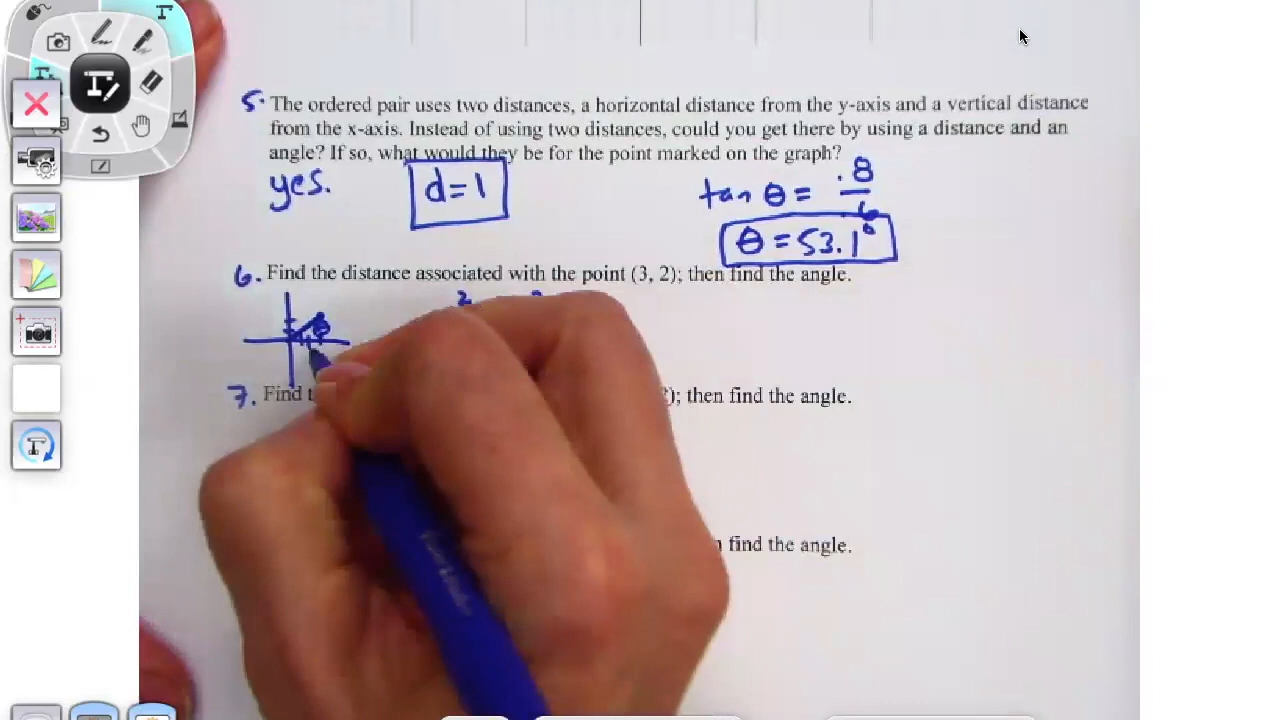 5. The ordered pair uses two distances, a horizontal distance from the y-axis and a vertical distance
from the x-axis. Instead of using two distances, could you get there by using a distance and an
angle? If so, what would they be for the point marked on the graph?
yes.
d=1
tan θ = .8/.6
θ = 53.1°
6. Find the distance associated with the point (3, 2); then find the angle.
2
7. Find
); then find the angle.
find the angle.